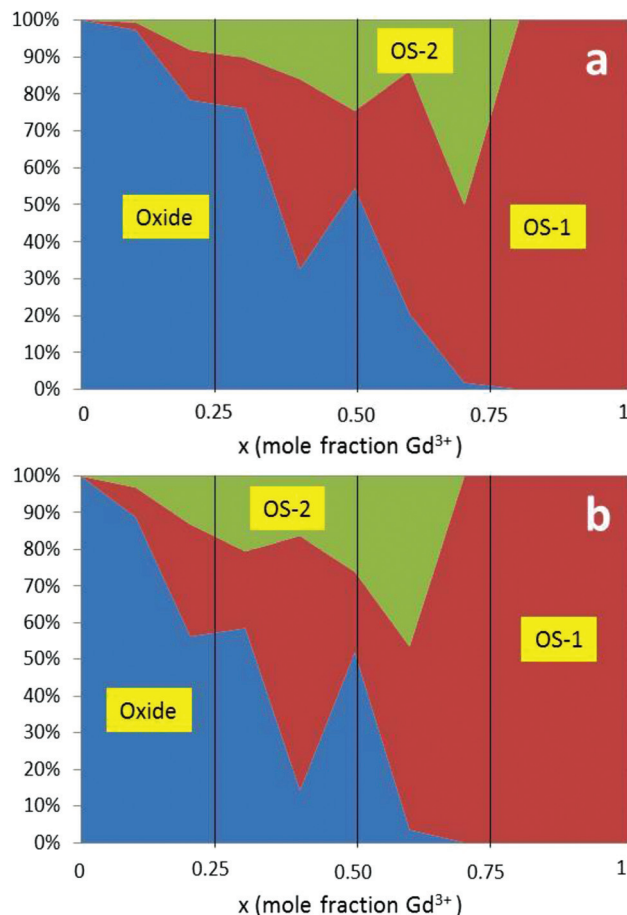 100%
90%
80%
70%
60%
50%
40%
30%
20%
10%
0%
OS-2
a
Oxide
OS-1
0 0.25 0.50 0.75 1
x (mole fraction Gd³⁺)
100%
90%
80%
70%
60%
50%
40%
30%
20%
10%
0%
OS-2
b
OS-1
Oxide
0 0.25 0.50 0.75 1
x (mole fraction Gd³⁺)